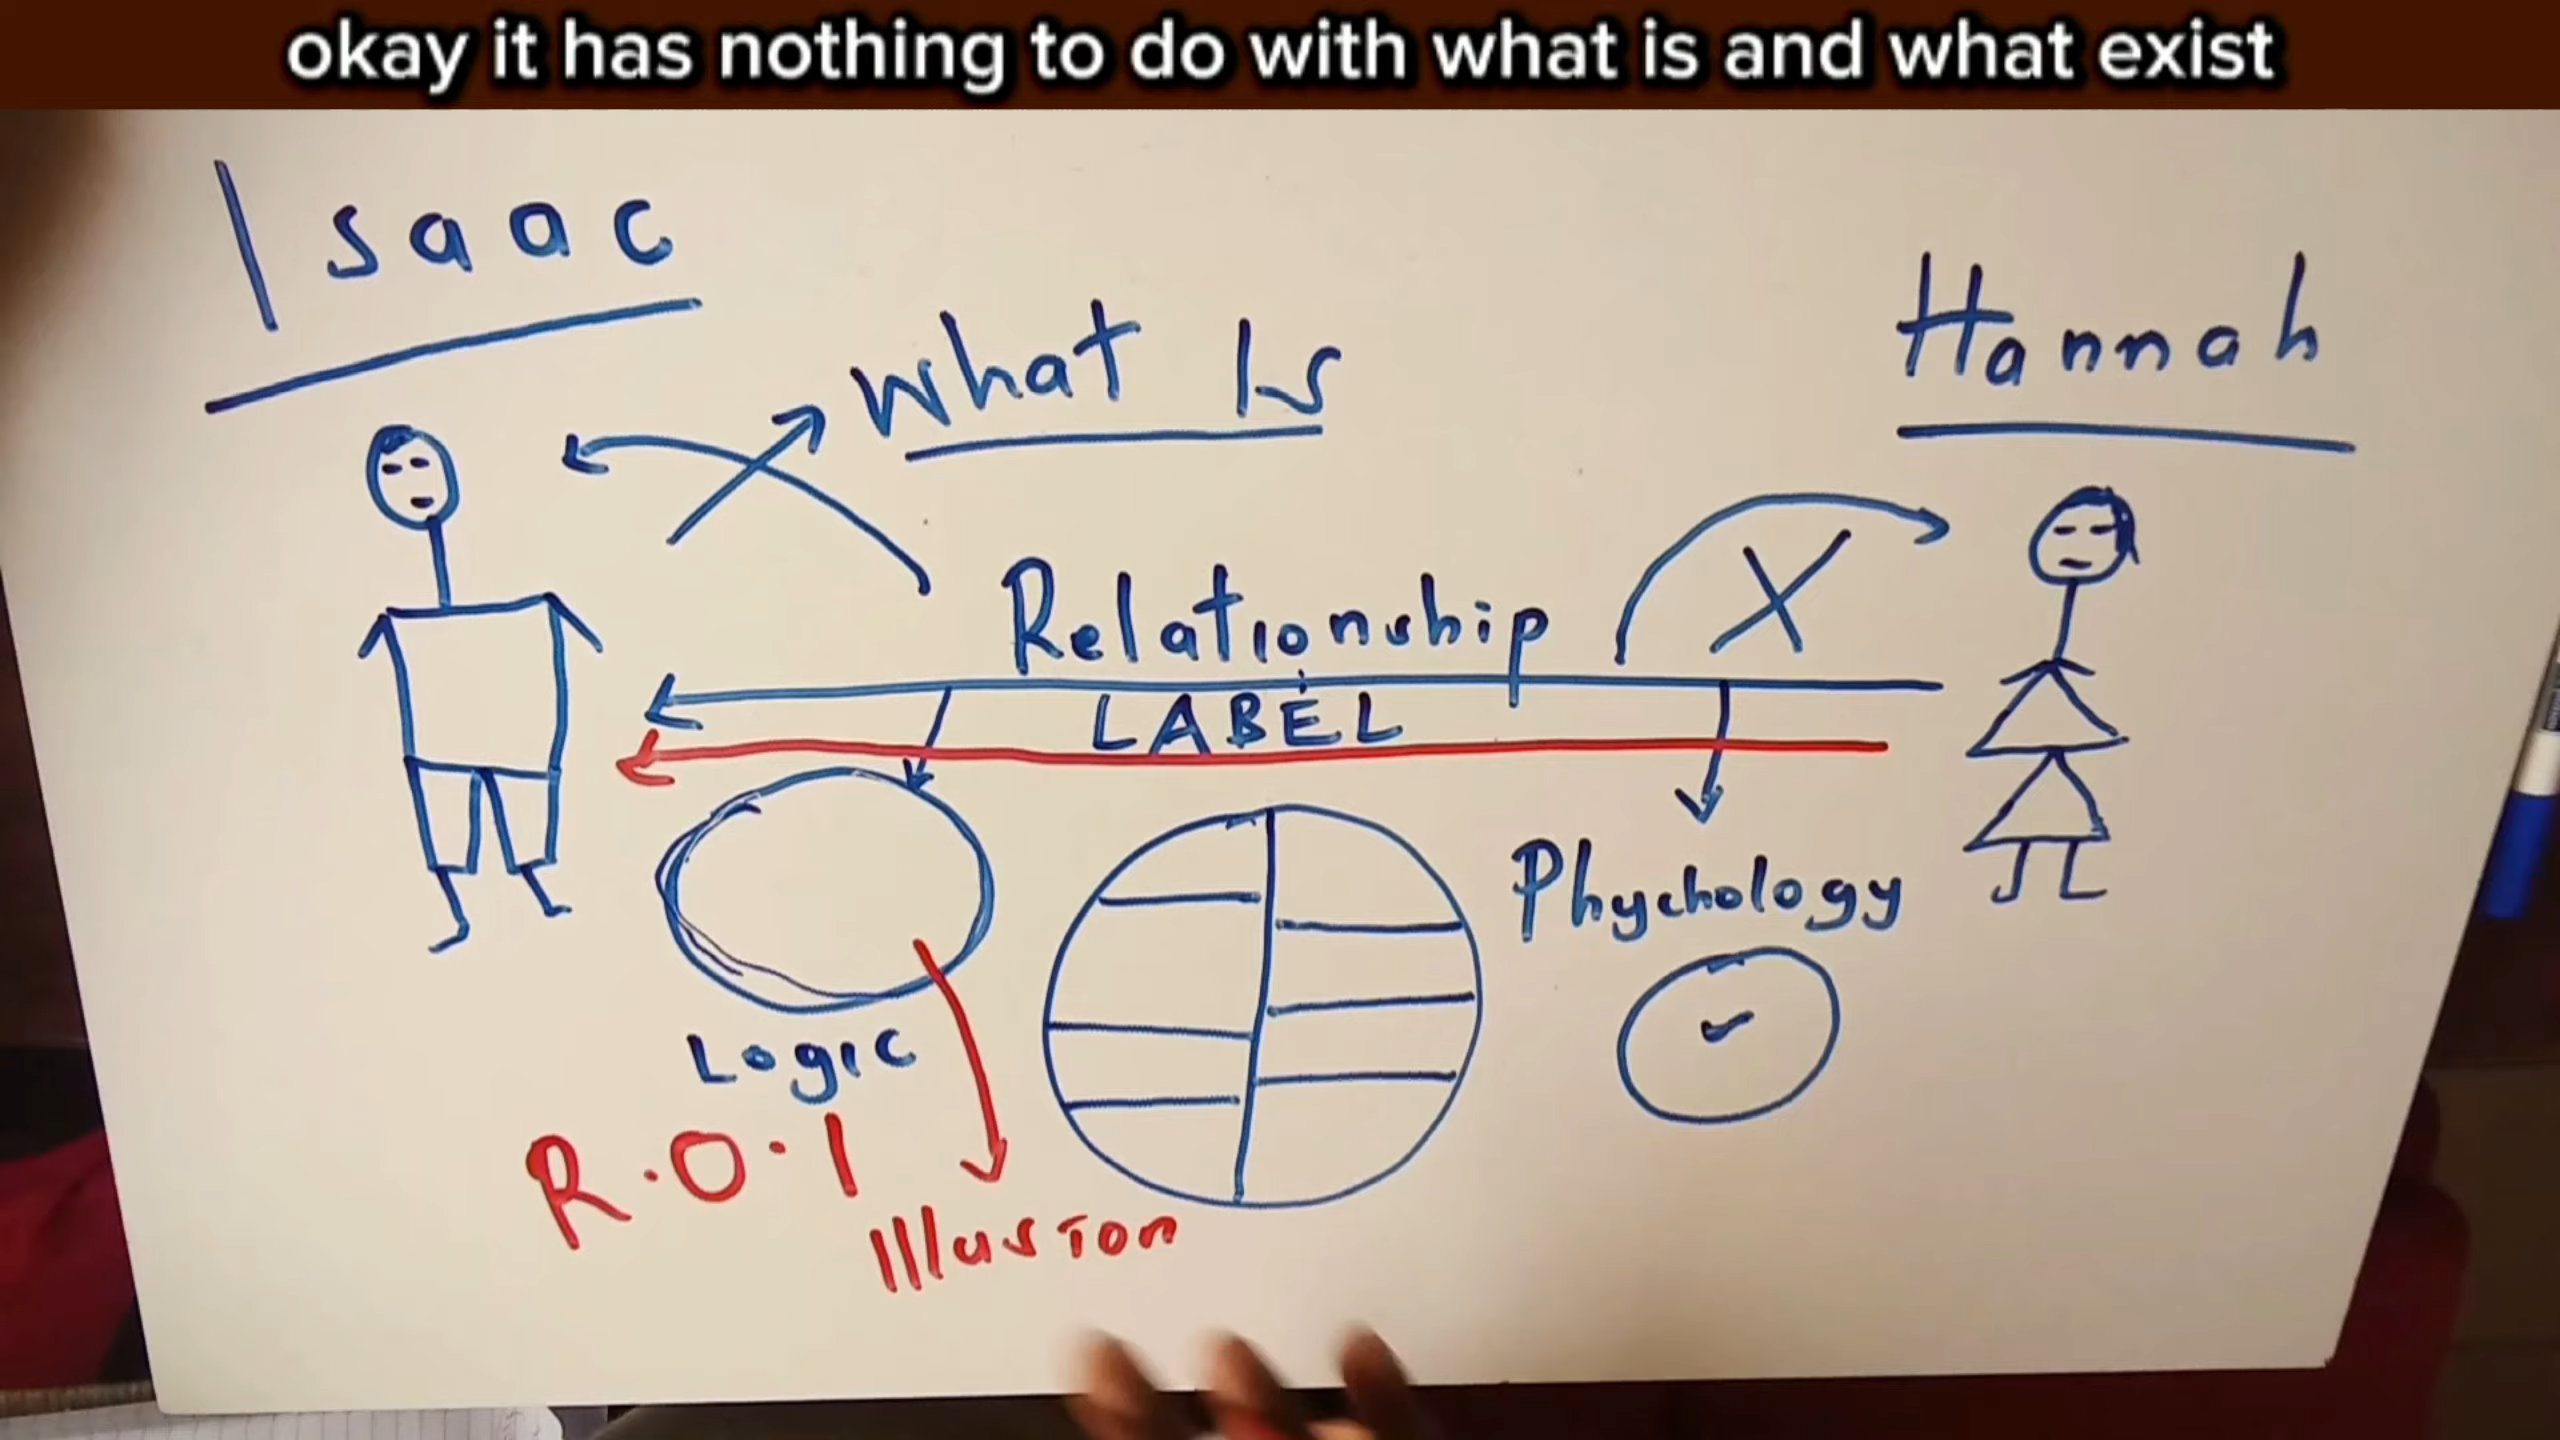 okay it has nothing to do with what is and what exist
Isaac
What Is
Hannah
Relationship
LABEL
Phychology
Logic
R.O.I
Illusion